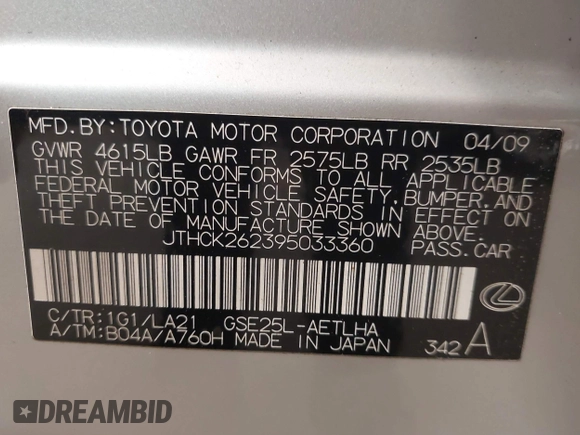 MFD.BY:TOYOTA MOTOR CORPORATION 04/09
GVWR 4615LB GAWR FR 2575LB RR 2535LB
THIS VEHICLE CONFORMS TO ALL APPLICABLE
FEDERAL MOTOR VEHICLE SAFETY,BUMPER,AND
THEFT PREVENTION STANDARDS IN EFFECT ON
THE DATE OF MANUFACTURE SHOWN ABOVE.
JTHCK262395033360 PASS.CAR
C/TR:1G1/LA21 GSE25L-AETLHA
A/TM:B04A/A760H MADE IN JAPAN 342 A
DREAMBID